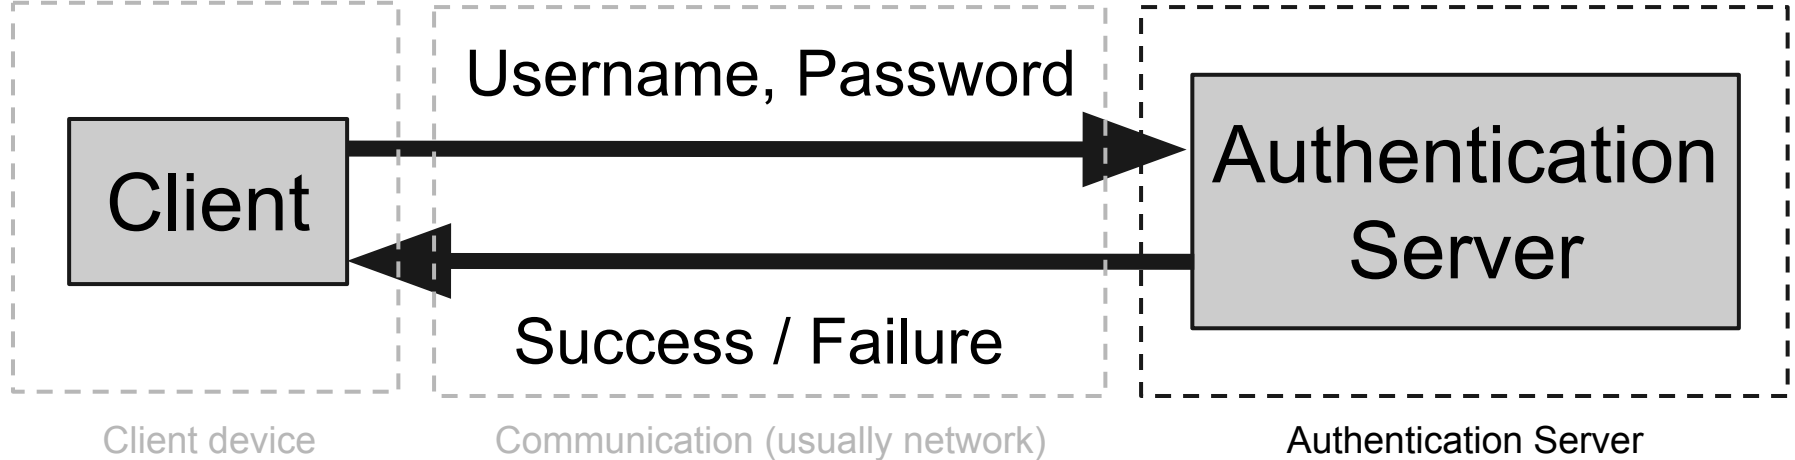 Username, Password
Client
Authentication
Server
Success / Failure
Client device
Communication (usually network)
Authentication Server